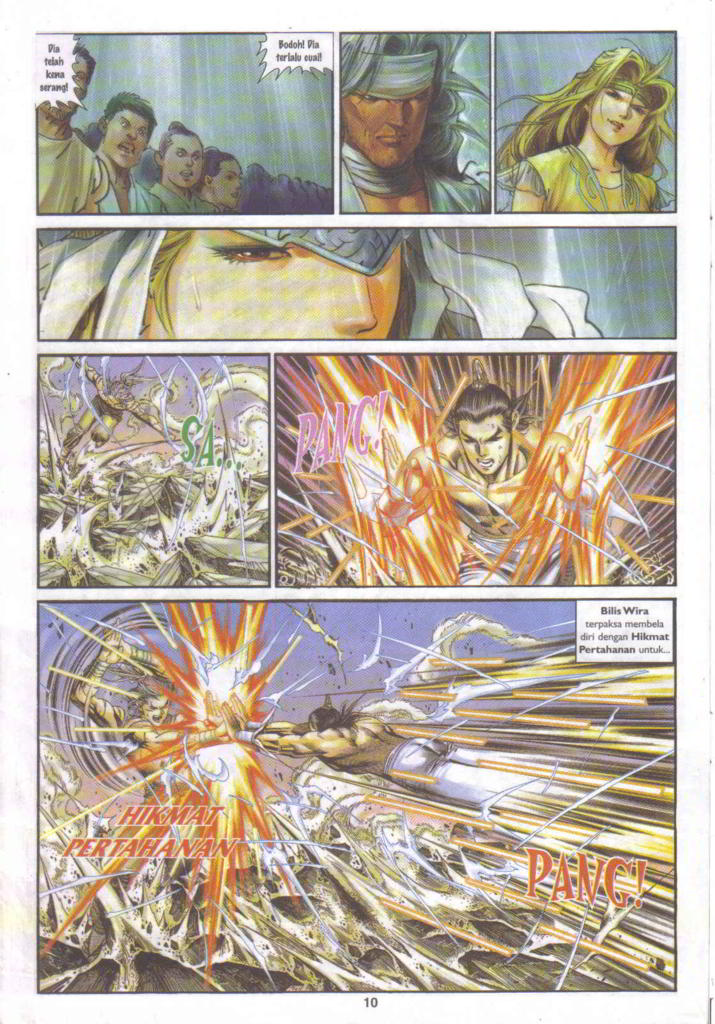 Dia
telah
kena
serang!
Bodoh! Dia
terlalu cuai!
SA...
PANG!
Bilis Wira
terpaksa membela
diri dengan Hikmat
Pertahanan untuk...
HIKMAT
PERTAHANAN
PANG!
10